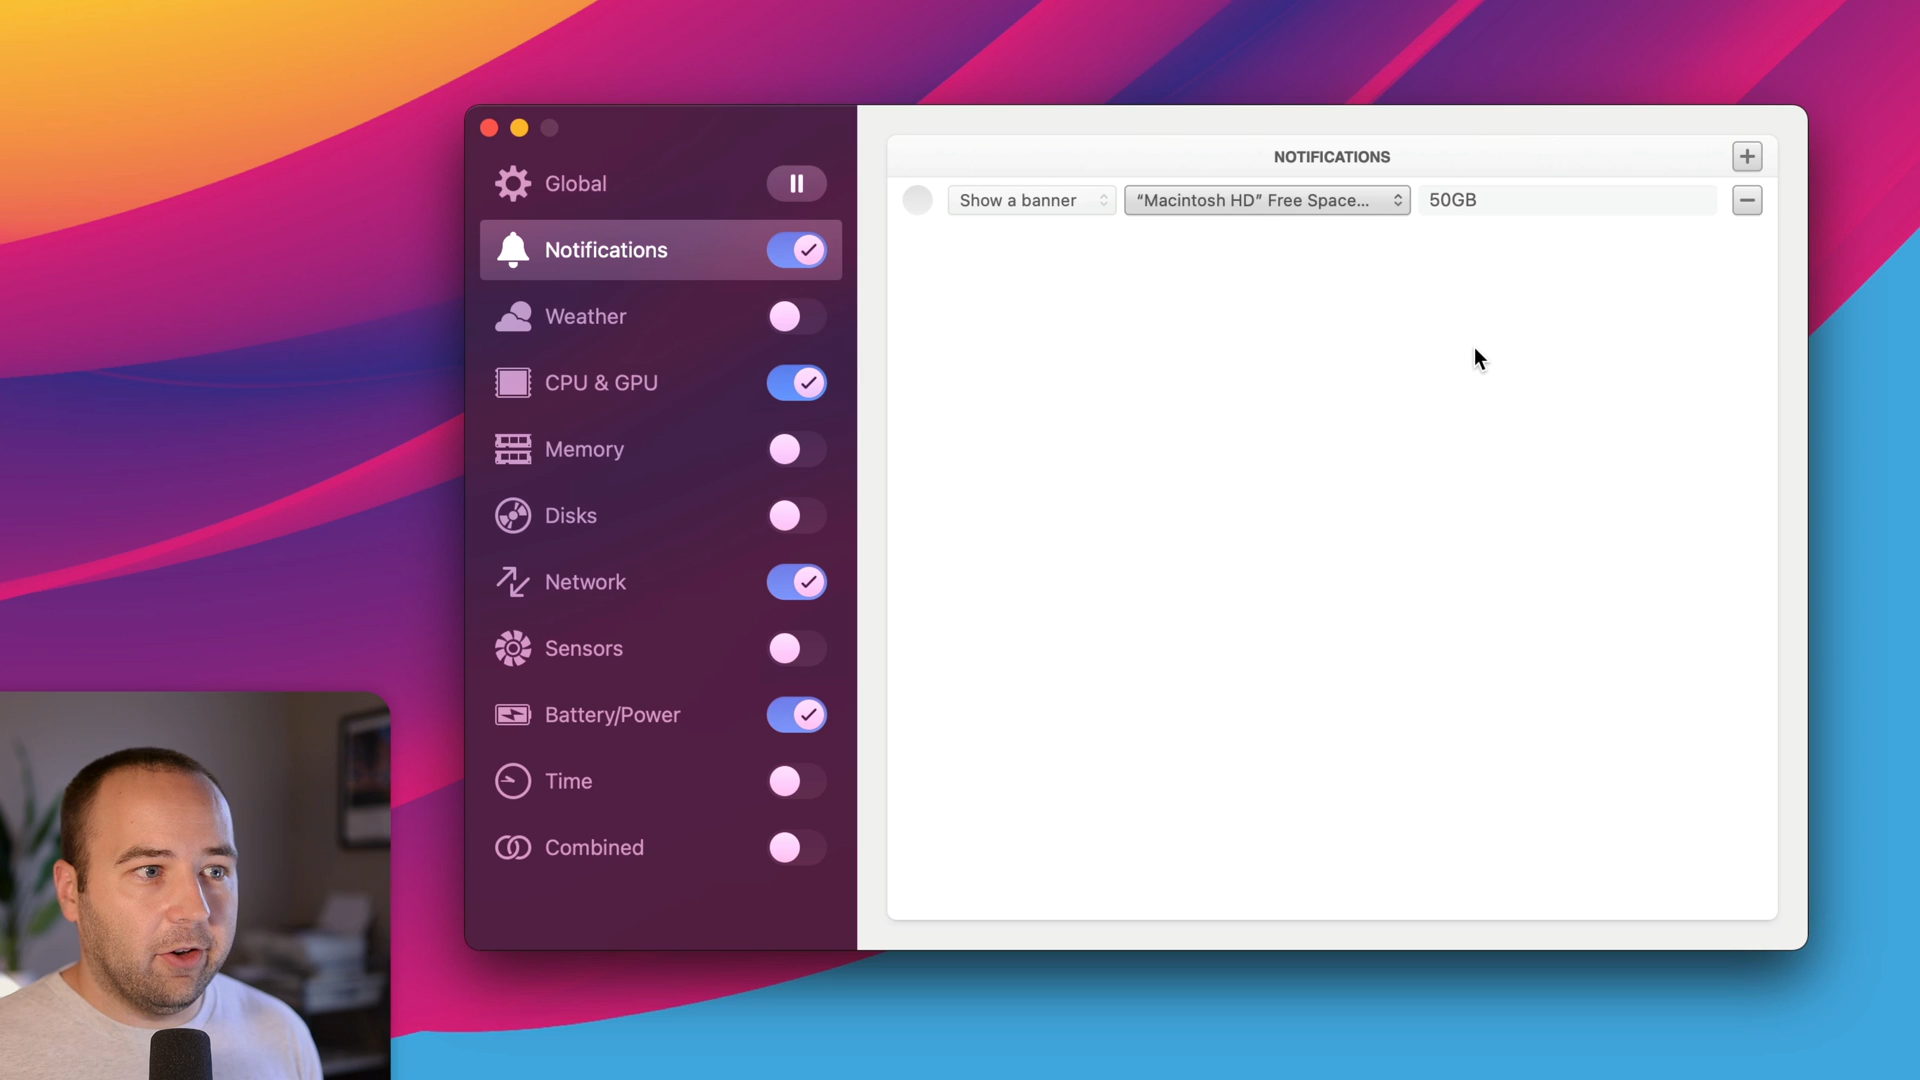 Global
Notifications
Weather
CPU & GPU
Memory
Disks
Network
Sensors
Battery/Power
Time
Combined
NOTIFICATIONS
Show a banner “Macintosh HD” Free Space... 50GB